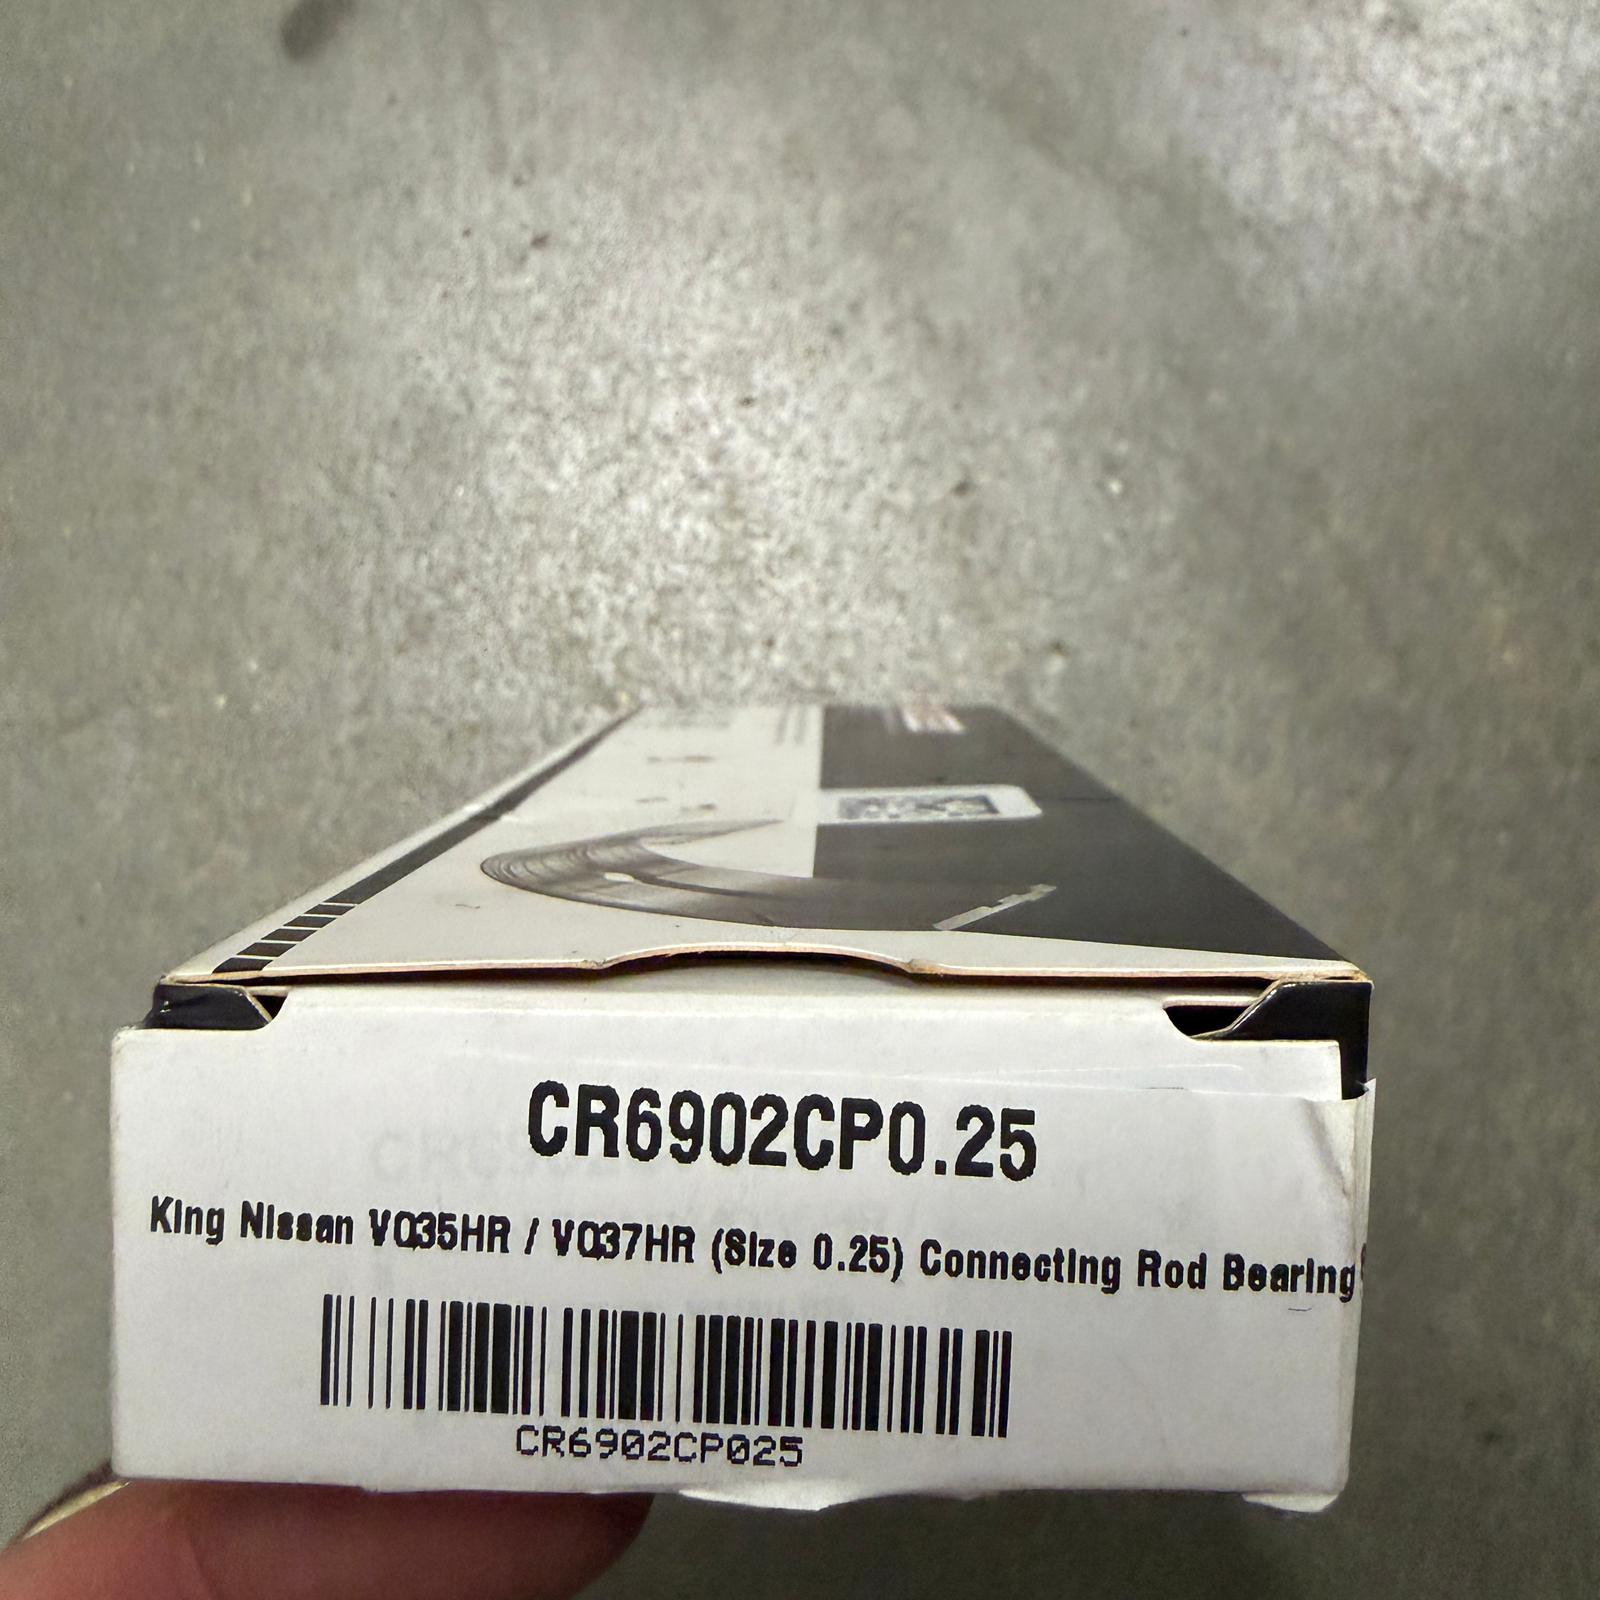 CR6902CP0.25
King Nissan VQ35HR / VQ37HR (Size 0.25) Connecting Rod Bearing
CR6902CP025